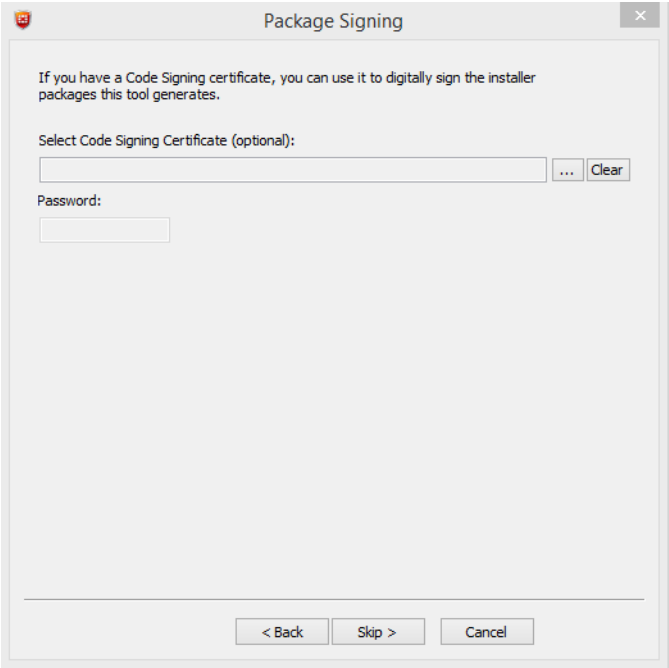 Package Signing
If you have a Code Signing certificate, you can use it to digitally sign the installer
packages this tool generates.
Select Code Signing Certificate (optional):
... Clear
Password:
< Back Skip > Cancel